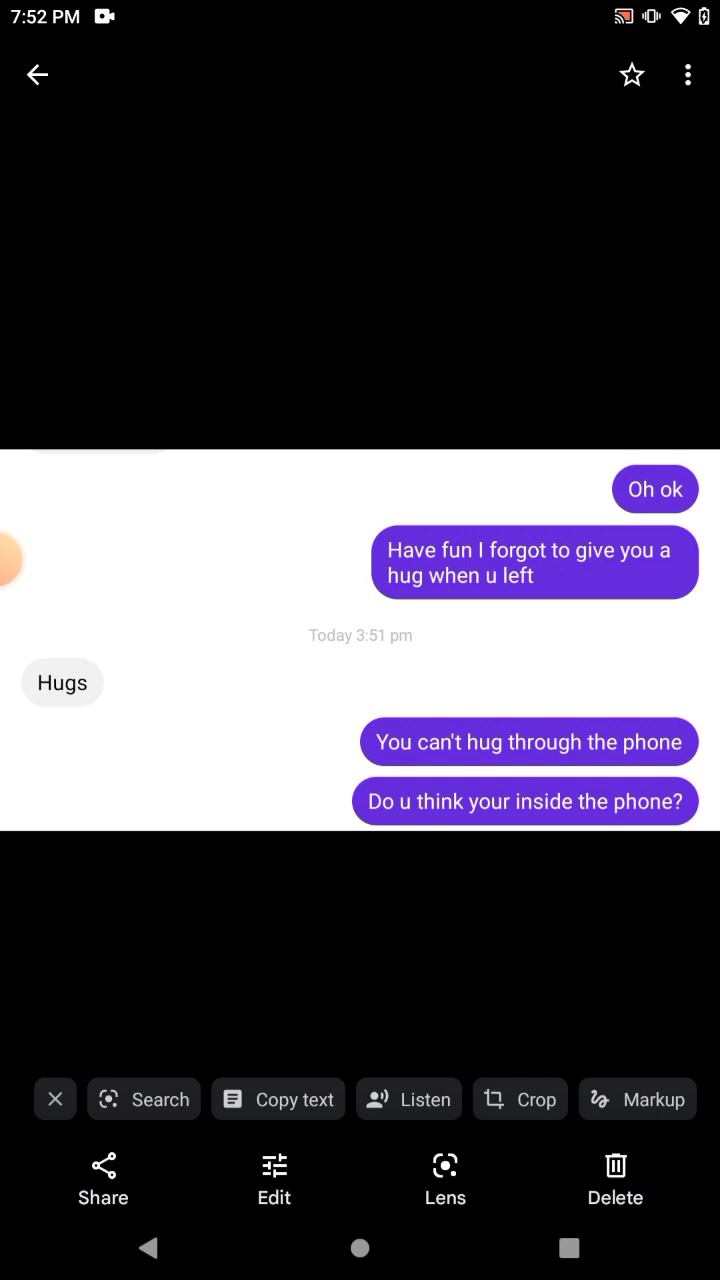 7:52 PM
Oh ok
Have fun I forgot to give you a
hug when u left
Today 3:51 pm
Hugs
You can't hug through the phone
Do u think your inside the phone?
Search
Copy text
Listen
Crop
Markup
Share
Edit
Lens
Delete